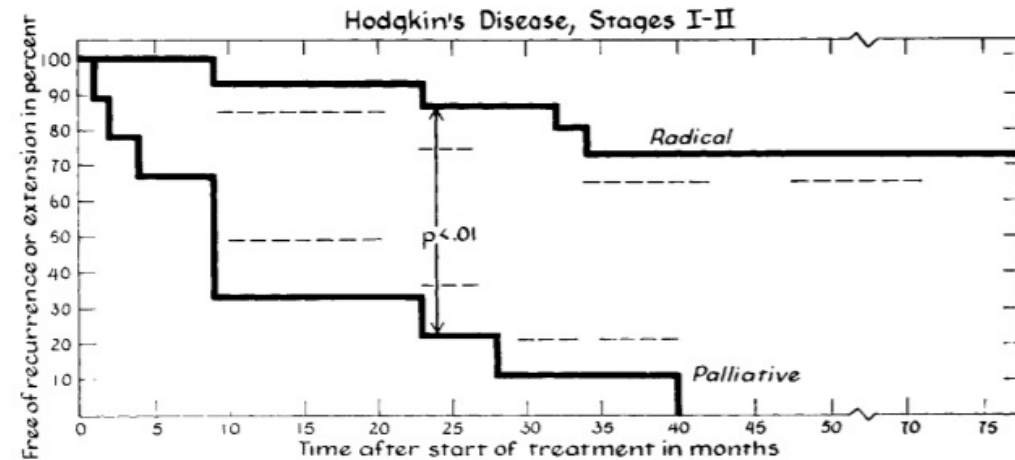 Hodgkin's Disease, Stages I-II
Free of recurrence or extension in percent
100
90
80
70
60
50
40
30
20
10
Radical
p<.01
Palliative
0 5 10 15 20 25 30 35 40 45 50 70 75
Time after start of treatment in months